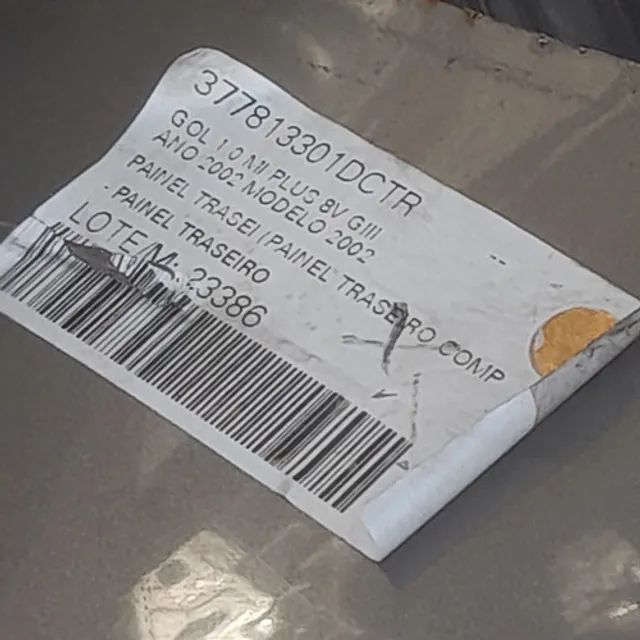 377813301DCTR
GOL 1.0 MI PLUS 8V GIII
ANO 2002 MODELO 2002
PAINEL TRASEI (PAINEL TRASEIRO COMP
- PAINEL TRASEIRO
23386